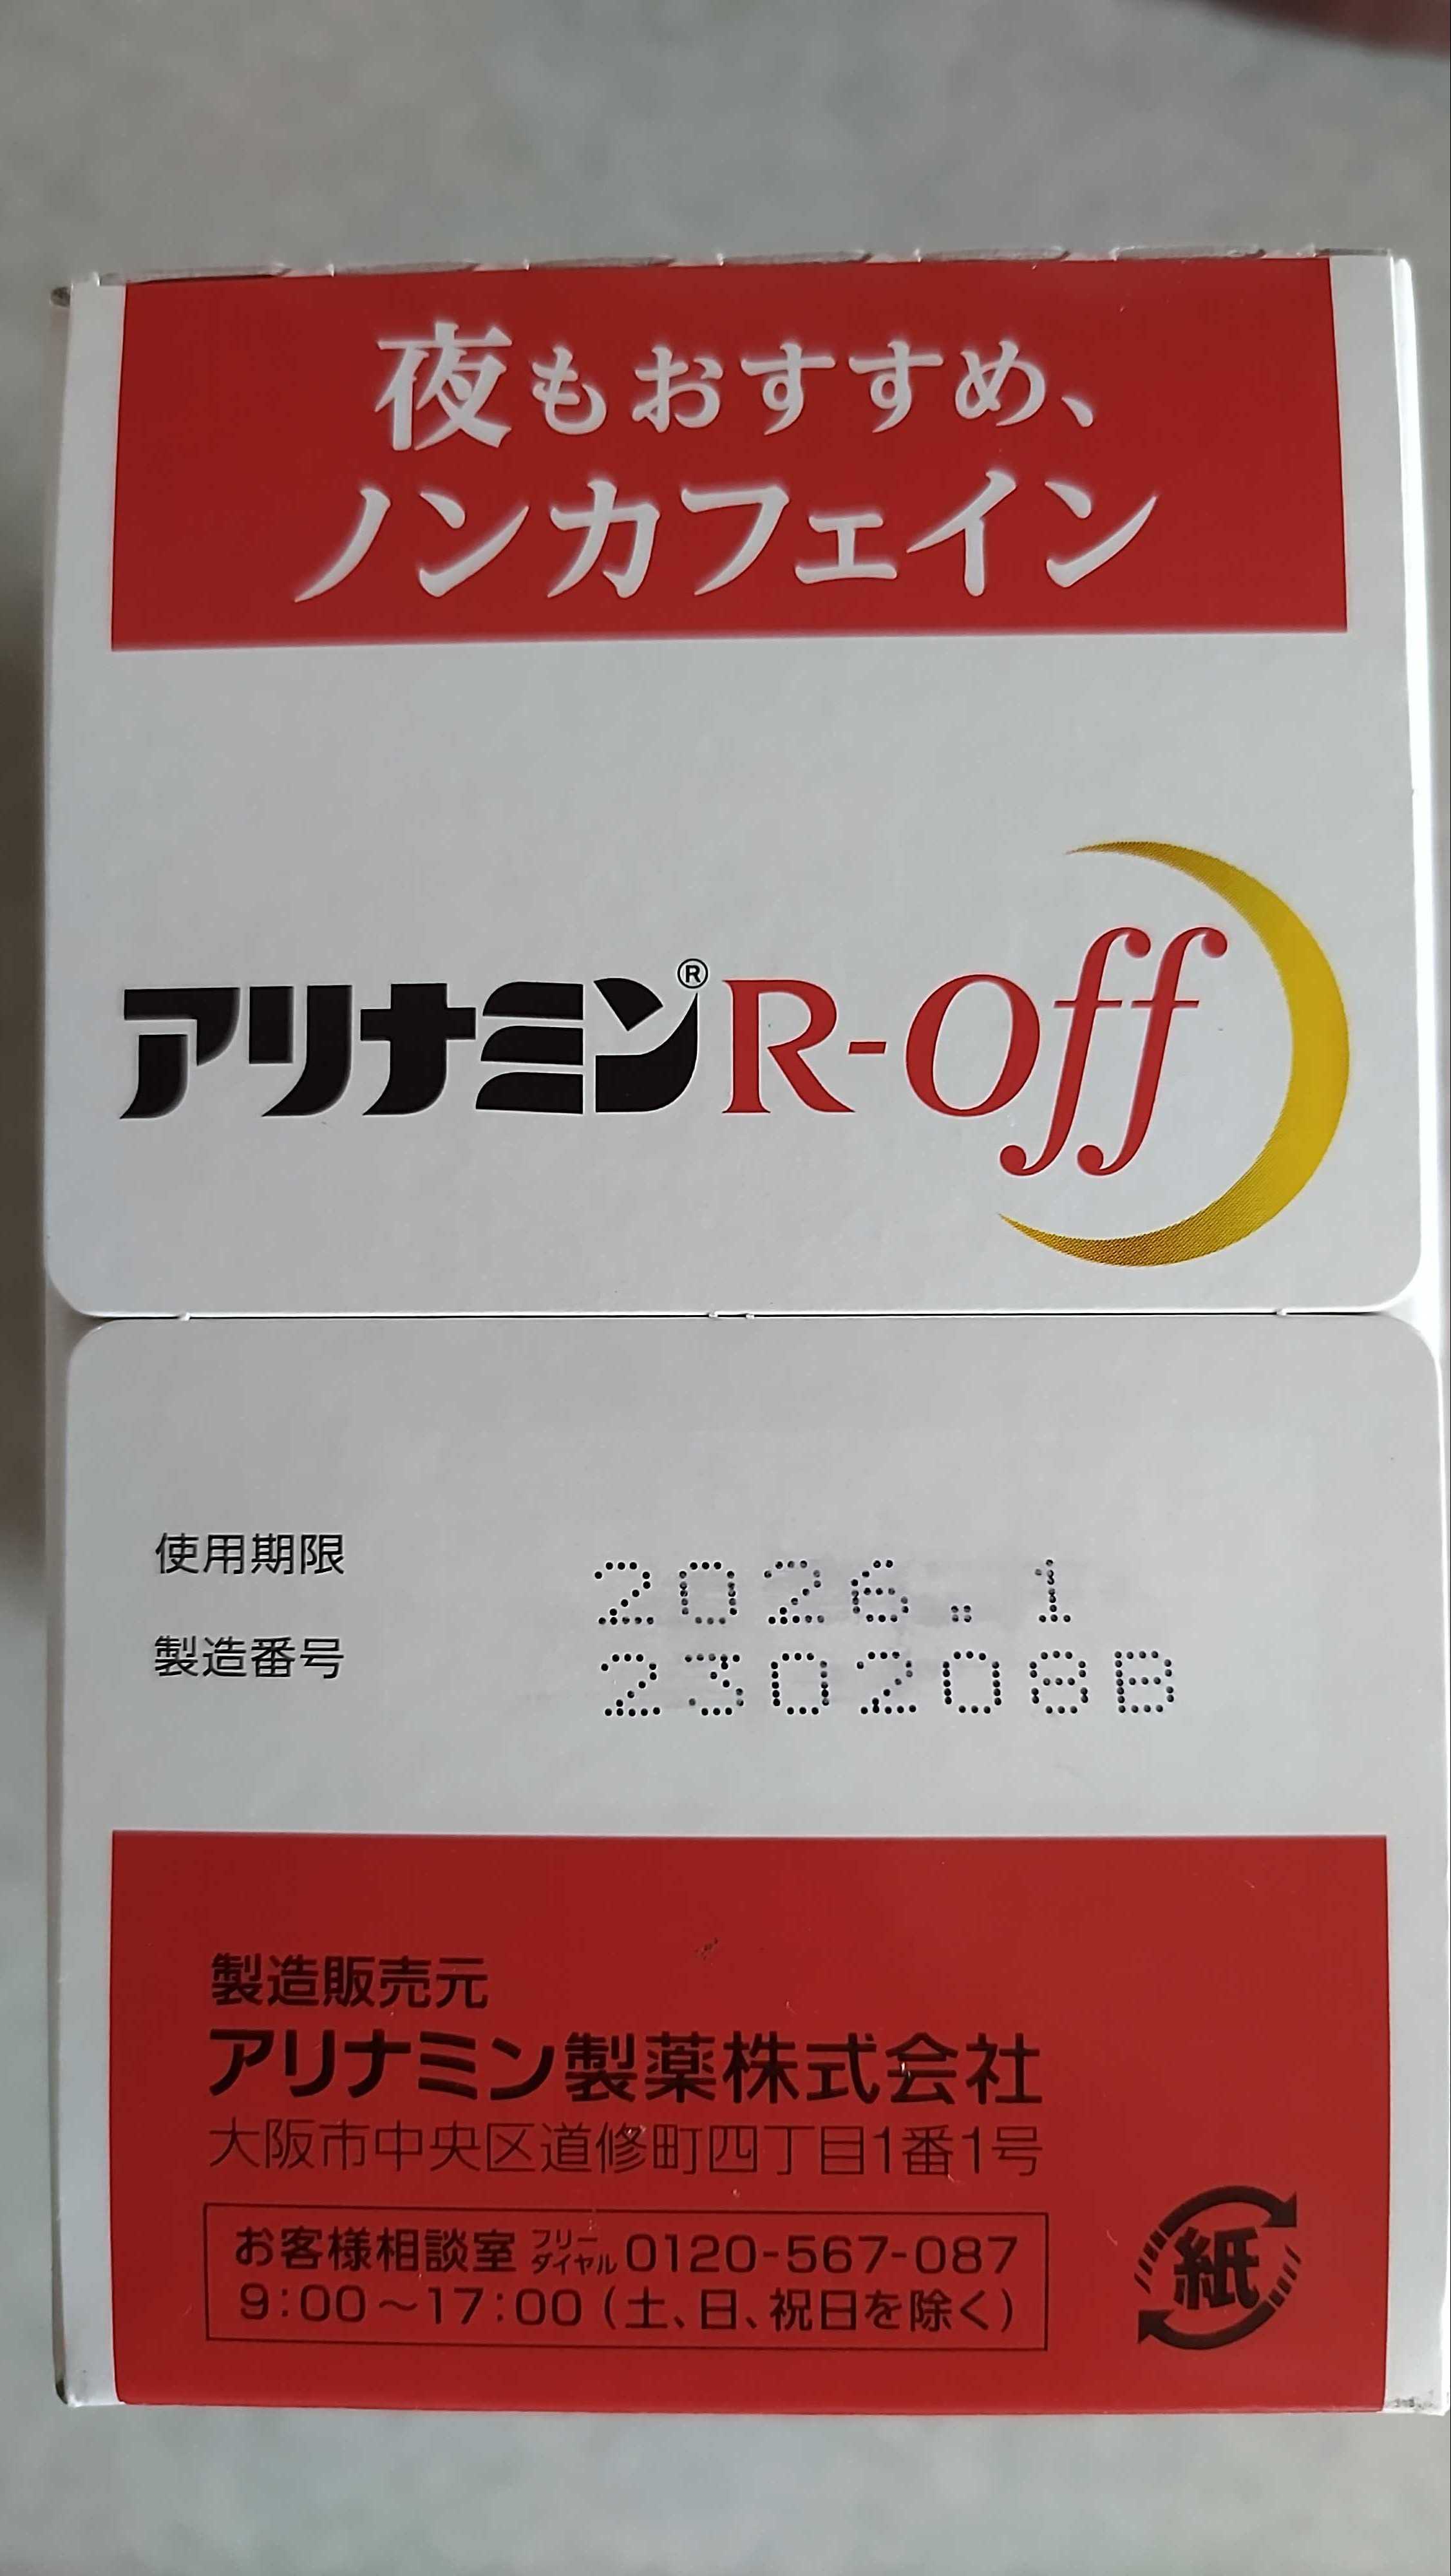 夜もおすすめ、
ノンカフェイン
アリナミン®R-Off
使用期限 2026.1
製造番号 230208B
製造販売元
アリナミン製薬株式会社
大阪市中央区道修町四丁目1番1号
お客様相談室 フリーダイヤル 0120-567-087
9:00～17:00（土、日、祝日を除く）
紙